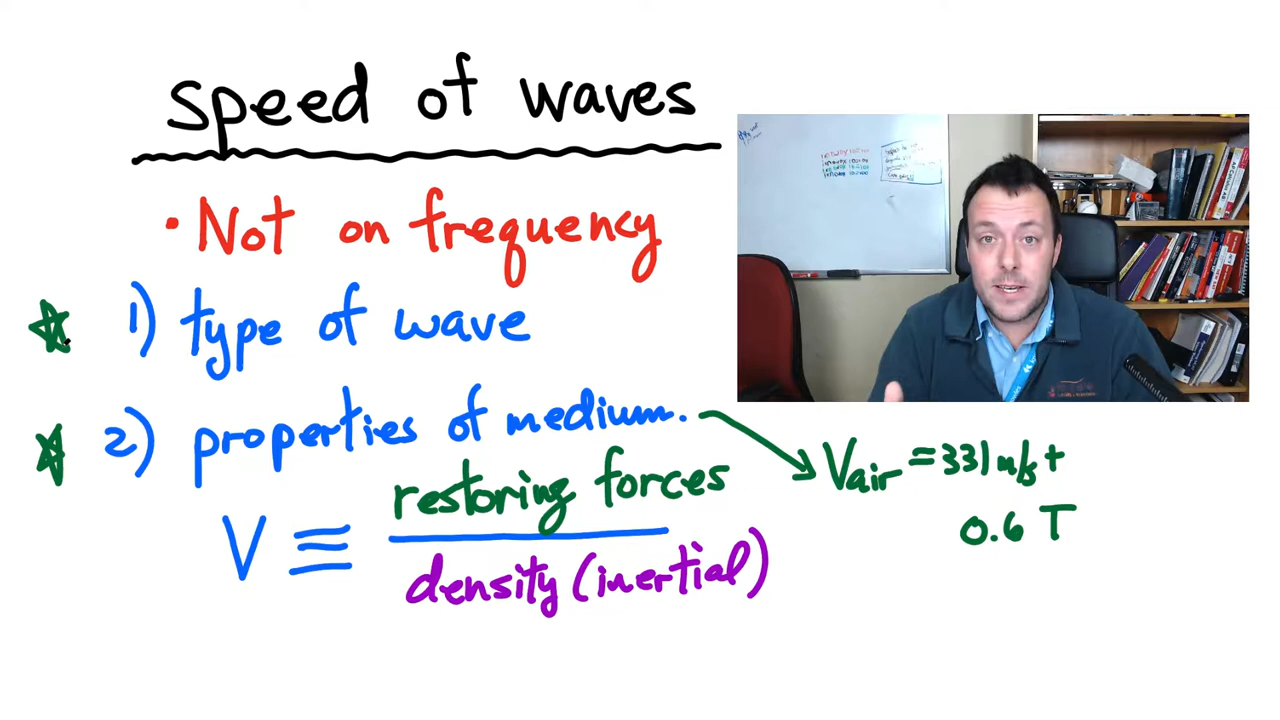 speed of waves
• Not on frequency
1) type of wave
2) properties of medium.
Vair = 331 m/s +
0.6 T
V ≡ restoring forces
density (inertial)